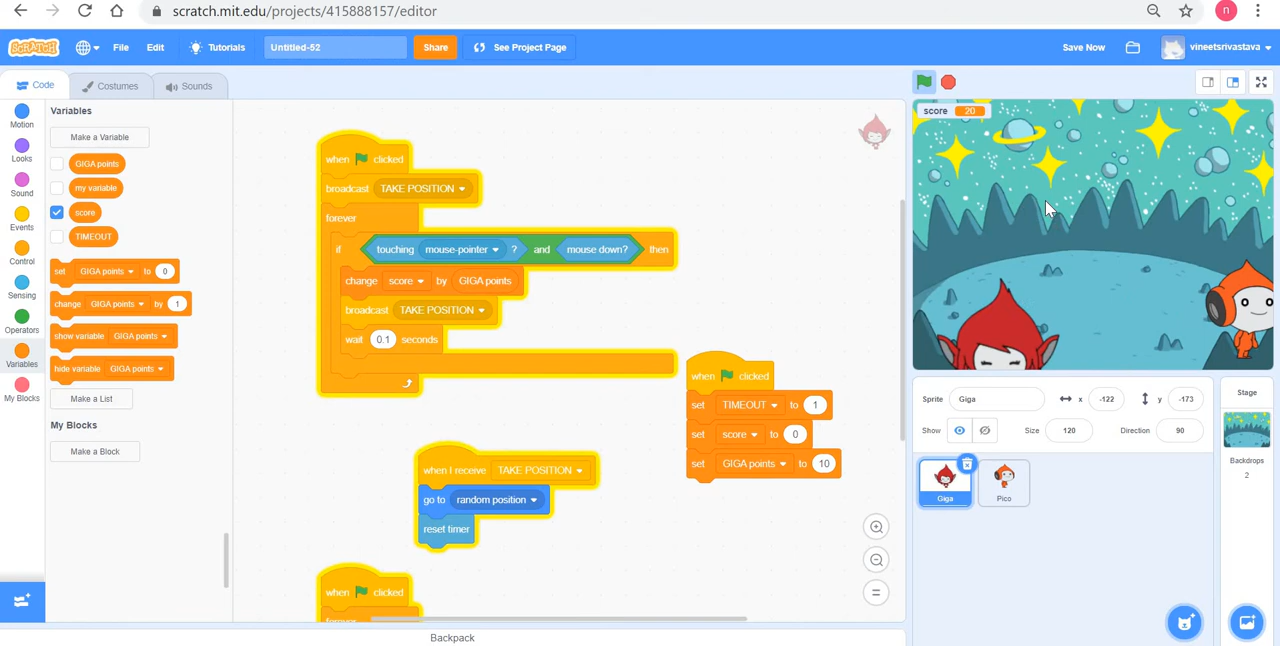 scratch.mit.edu/projects/415888157/editor
n
SCRATCH
File
Edit
Tutorials
Untitled-52
Share
See Project Page
Save Now
vineetsrivastava
Code
Costumes
Sounds
Motion
Looks
Sound
Events
Control
Sensing
Operators
Variables
My Blocks
Variables
Make a Variable
GIGA points
my variable
score
TIMEOUT
set GIGA points to 0
change GIGA points by 1
show variable GIGA points
hide variable GIGA points
Make a List
My Blocks
Make a Block
when clicked
broadcast TAKE POSITION
forever
if touching mouse-pointer ? and mouse down? then
change score by GIGA points
broadcast TAKE POSITION
wait 0.1 seconds
when I receive TAKE POSITION
go to random position
reset timer
when clicked
forever
when clicked
set TIMEOUT to 1
set score to 0
set GIGA points to 10
Backpack
score 20
Sprite Giga x -122 y -173
Show Size 120 Direction 90
Giga
Pico
Stage
Backdrops
2